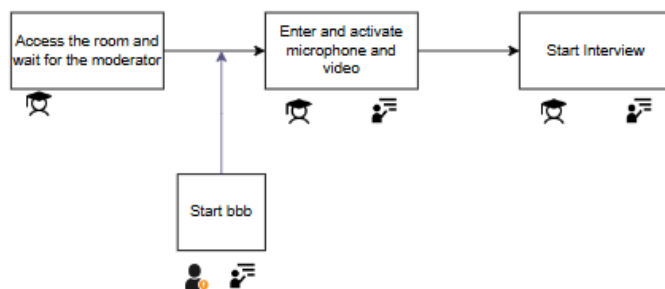 Access the room and
wait for the moderator
Enter and activate
microphone and
video
Start Interview
Start bbb